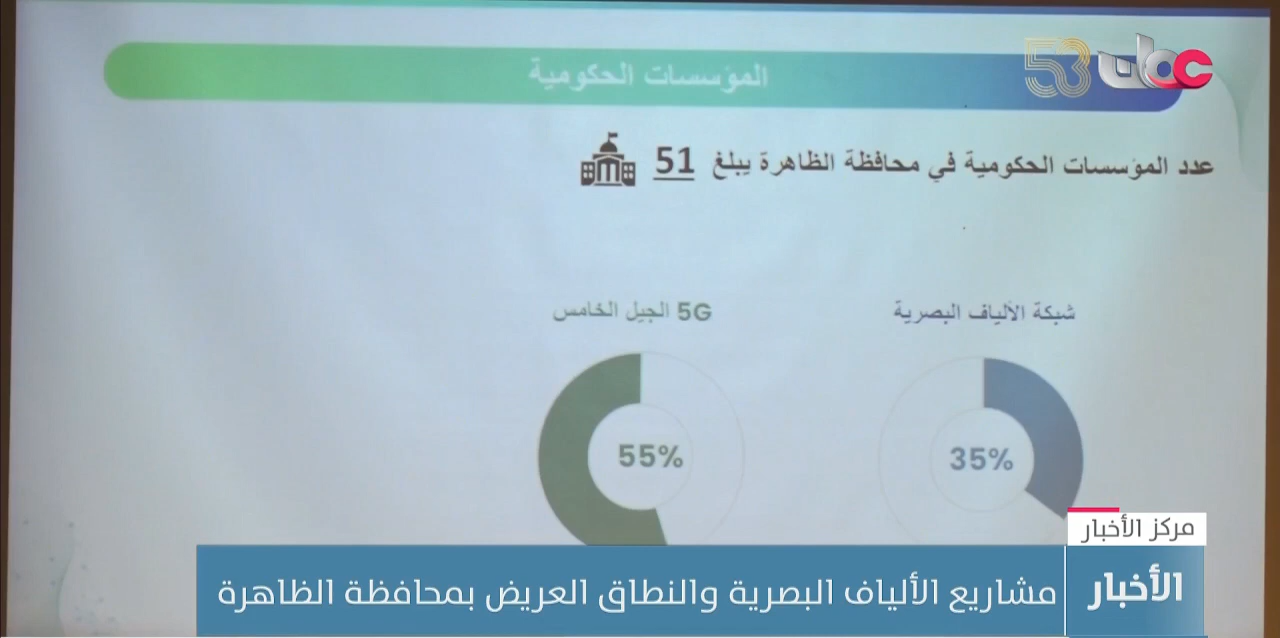 المؤسسات الحكومية
53
عدد المؤسسات الحكومية في محافظة الظاهرة يبلغ 51
شبكة الألياف البصرية
5G الجيل الخامس
35%
55%
مركز الأخبار
الأخبار
مشاريع الألياف البصرية والنطاق العريض بمحافظة الظاهرة